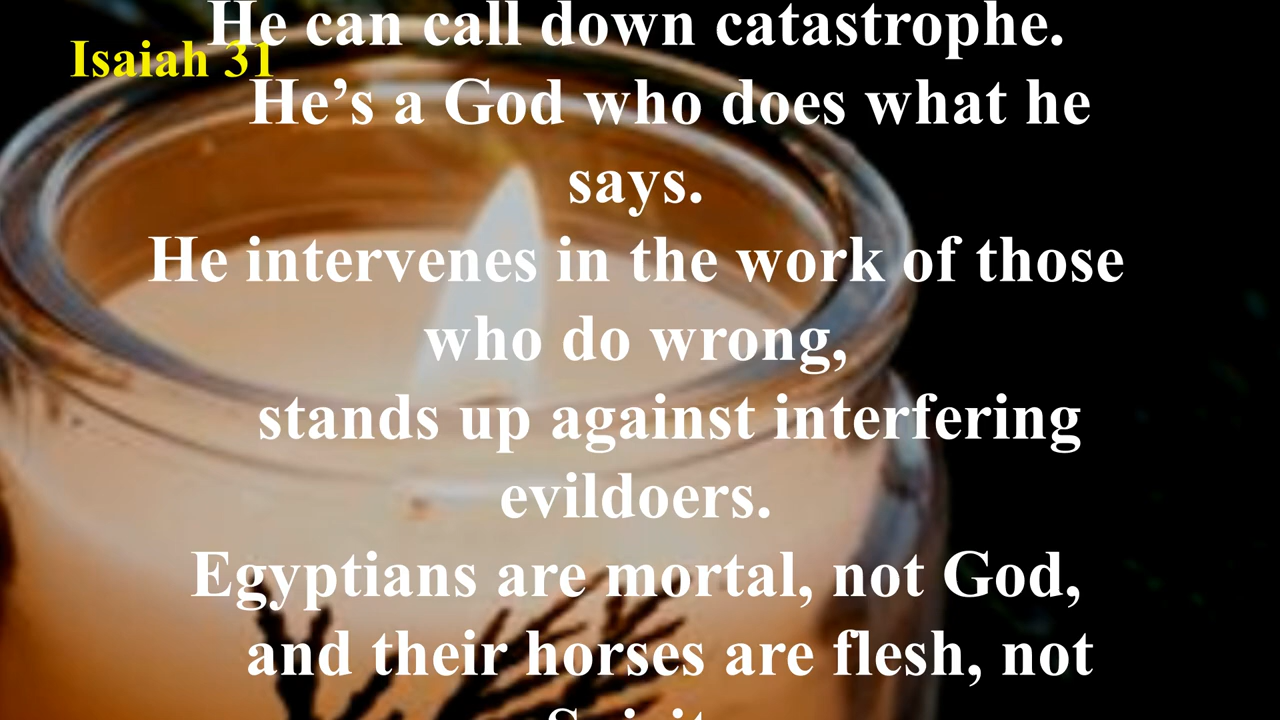 He can call down catastrophe.
Isaiah 31
He’s a God who does what he
says.
He intervenes in the work of those
who do wrong,
stands up against interfering
evildoers.
Egyptians are mortal, not God,
and their horses are flesh, not
Spirit